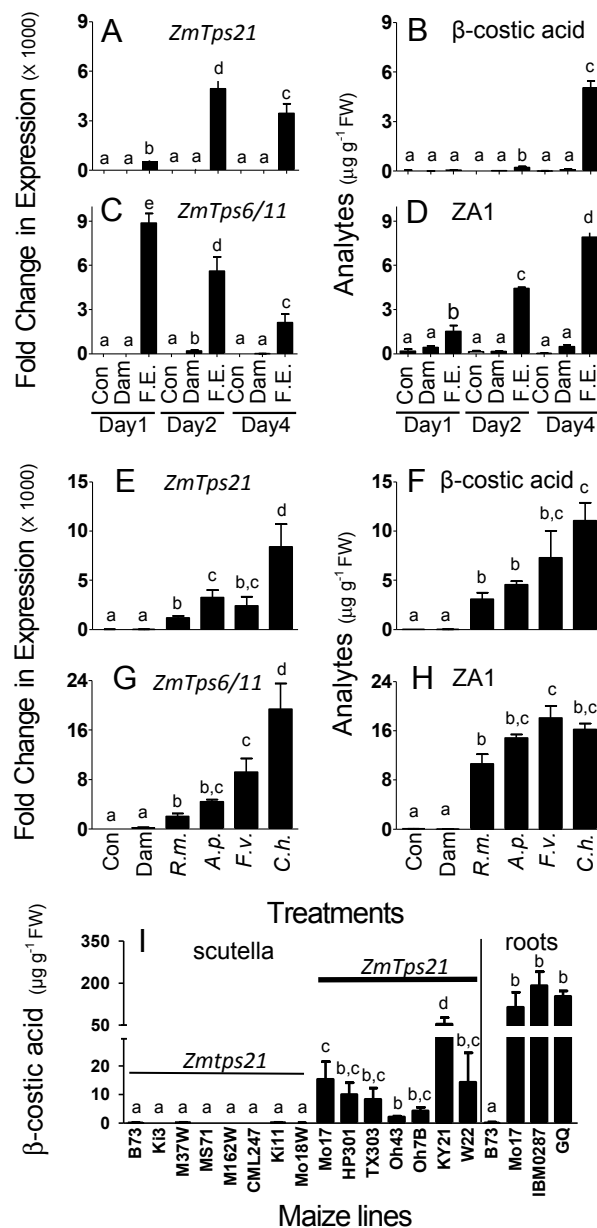 A ZmTps21
B β-costic acid
Fold Change in Expression (x 1000)
Analytes (µg g⁻¹ FW)
9
6
3
0
a a b a a d a a c
9
6
3
0
a a a a a b a a c
C ZmTps6/11
D ZA1
9
6
3
0
a a e a b d a a c
9
6
3
0
a a b a a c a a d
Con Dam F.E. Con Dam F.E. Con Dam F.E.
Day1 Day2 Day4
Con Dam F.E. Con Dam F.E. Con Dam F.E.
Day1 Day2 Day4
E ZmTps21
F β-costic acid
Fold Change in Expression (x 1000)
Analytes (µg g⁻¹ FW)
15
10
5
0
a a b c b,c d
15
10
5
0
a a b b b,c c
G ZmTps6/11
H ZA1
24
16
8
0
a a b b,c c d
24
16
8
0
a a b b,c c b,c
Con Dam R.m. A.p. F.v. C.h.
Con Dam R.m. A.p. F.v. C.h.
Treatments
I scutella roots
β-costic acid (µg g⁻¹ FW)
350
200
50
20
10
0
Zmtps21
ZmTps21
a a a a a a a a c b,c b,c b b,c d b,c a b b b
B73 Ki3 M37W MS71 M162W CML247 Ki11 Mo18W Mo17 HP301 TX303 Oh43 Oh7B KY21 W22 B73 Mo17 IBM0287 GQ
Maize lines